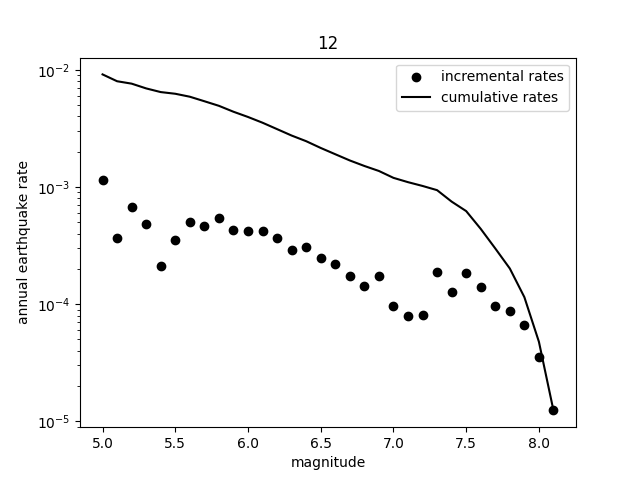 12
incremental rates
cumulative rates
annual earthquake rate
10⁻²
10⁻³
10⁻⁴
10⁻⁵
5.0 5.5 6.0 6.5 7.0 7.5 8.0
magnitude